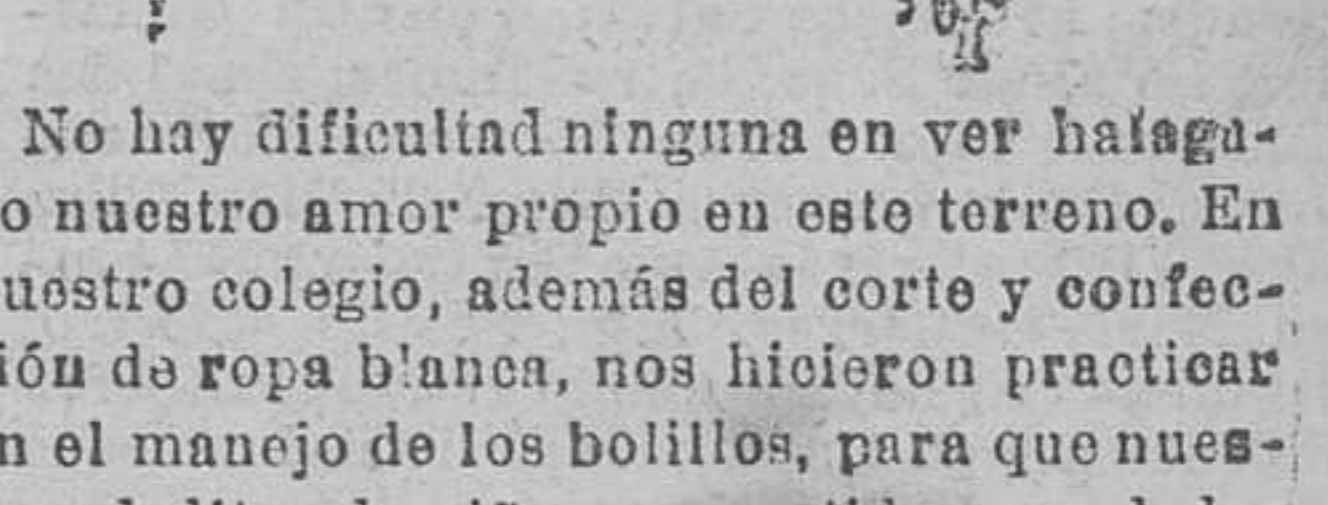 No hay dificultad ninguna en ver halagu-
o nuestro amor propio en este terreno. En
uestro colegio, además del corte y confec-
ión de ropa blanca, nos hicieron practicar
n el manejo de los bolillos, para que nues-